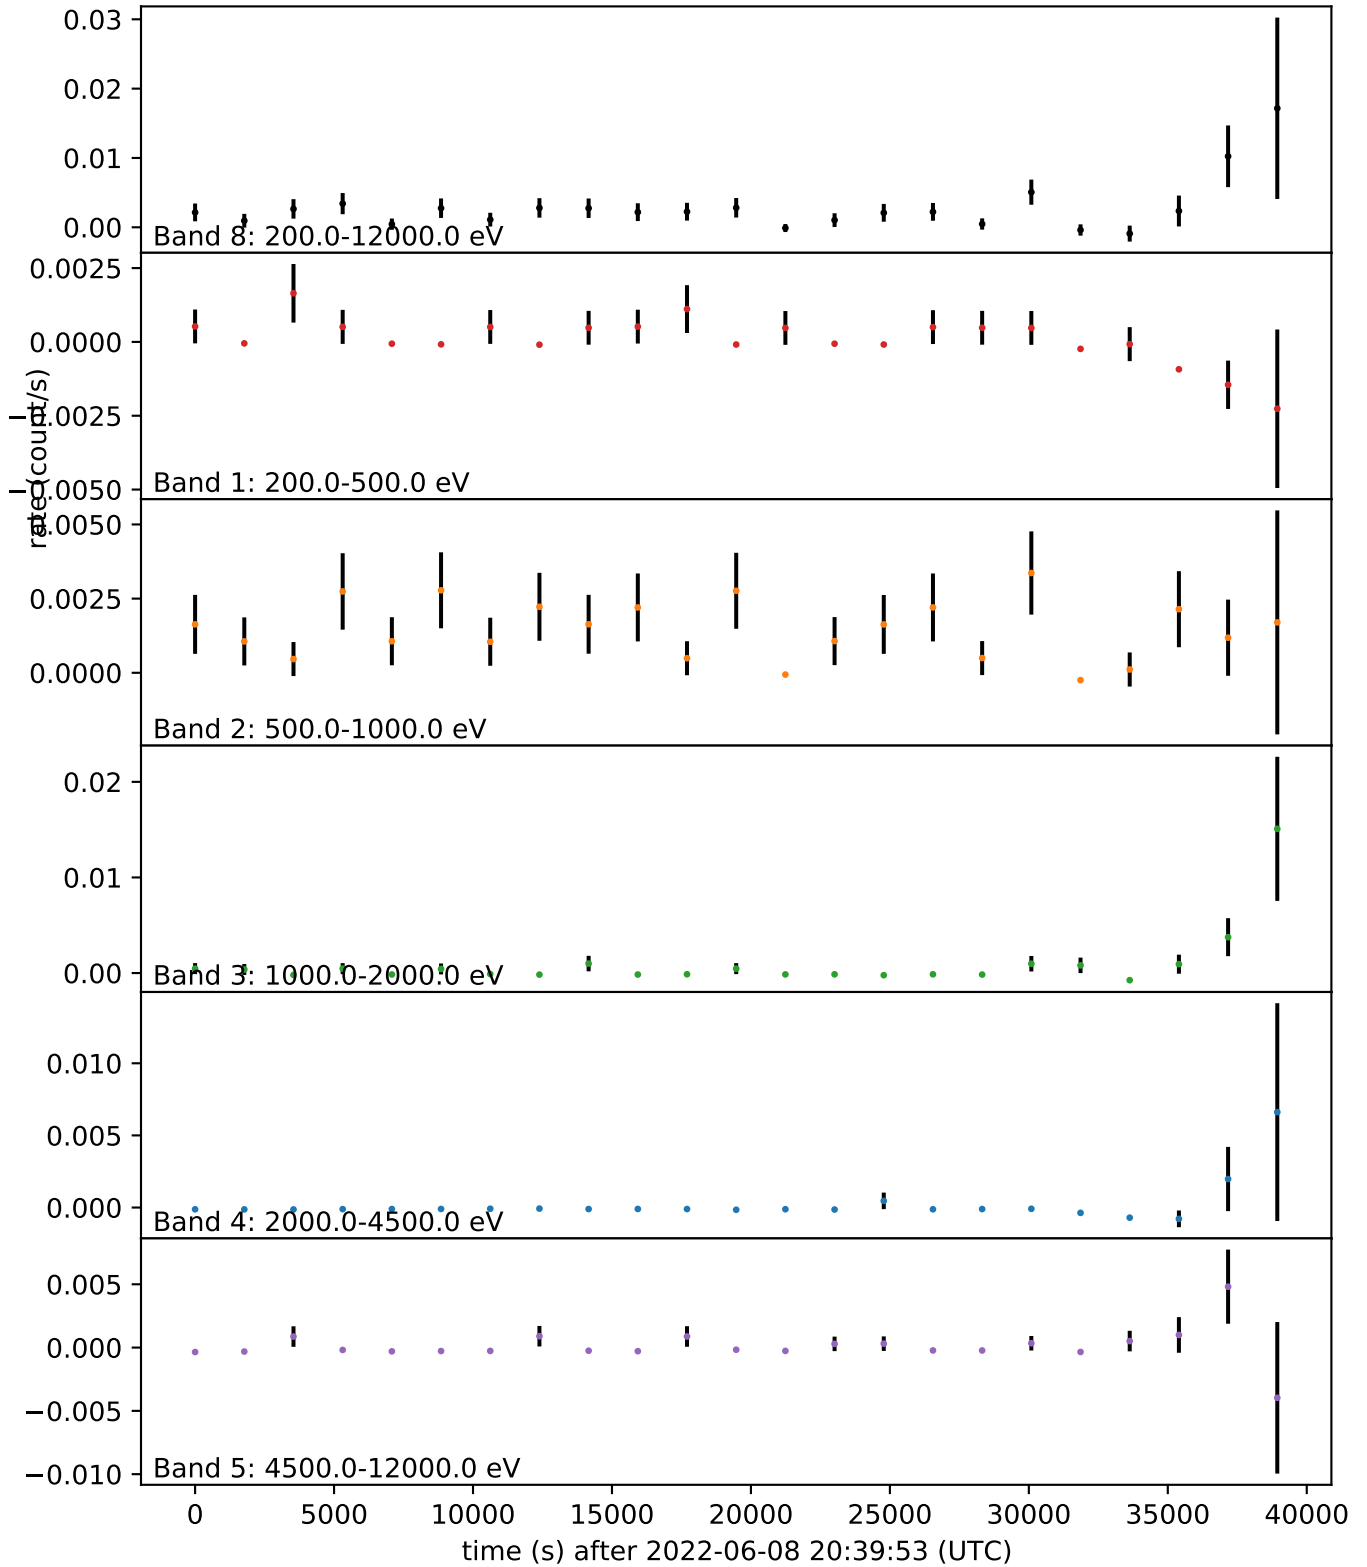 0.03
0.02
0.01
0.00
Band 8: 200.0-12000.0 eV
0.0025
0.0000
−0.0025
−0.0050
Band 1: 200.0-500.0 eV
rate (count/s)
0.0050
0.0025
0.0000
Band 2: 500.0-1000.0 eV
0.02
0.01
0.00
Band 3: 1000.0-2000.0 eV
0.010
0.005
0.000
Band 4: 2000.0-4500.0 eV
0.005
0.000
−0.005
−0.010
Band 5: 4500.0-12000.0 eV
0 5000 10000 15000 20000 25000 30000 35000 40000
time (s) after 2022-06-08 20:39:53 (UTC)